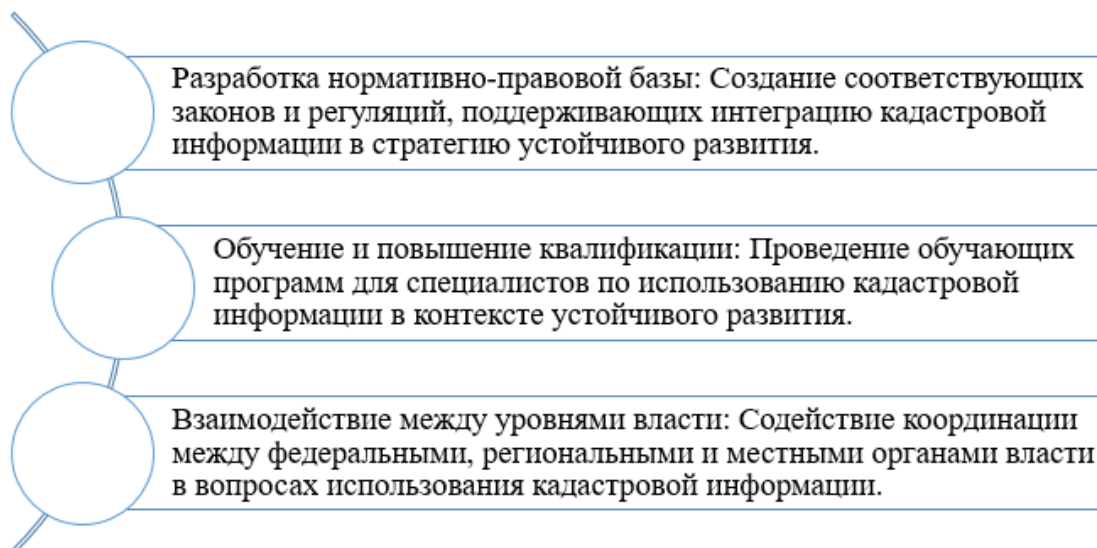 Разработка нормативно-правовой базы: Создание соответствующих
законов и регуляций, поддерживающих интеграцию кадастровой
информации в стратегию устойчивого развития.
Обучение и повышение квалификации: Проведение обучающих
программ для специалистов по использованию кадастровой
информации в контексте устойчивого развития.
Взаимодействие между уровнями власти: Содействие координации
между федеральными, региональными и местными органами власти
в вопросах использования кадастровой информации.